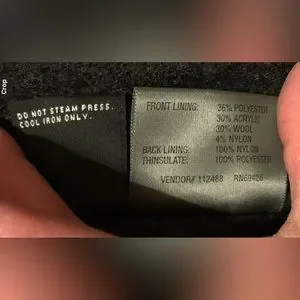 Crop
DO NOT STEAM PRESS.
COOL IRON ONLY.
FRONT LINING: 36% POLYESTER
30% ACRYLIC
30% WOOL
4% NYLON
BACK LINING: 100% NYLON
THINSULATE: 100% POLYESTER
VENDOR# 112488 RN69426